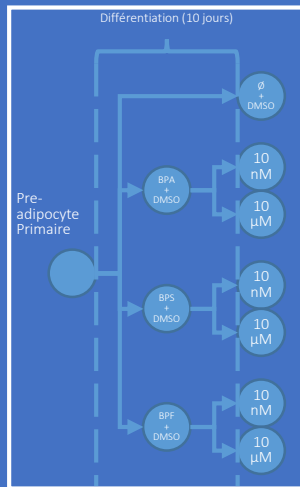 Différentiation (10 jours)
Ø
+
DMSO
BPA
+
DMSO
10
nM
10
µM
Pre-
adipocyte
Primaire
BPS
+
DMSO
10
nM
10
µM
BPF
+
DMSO
10
nM
10
µM